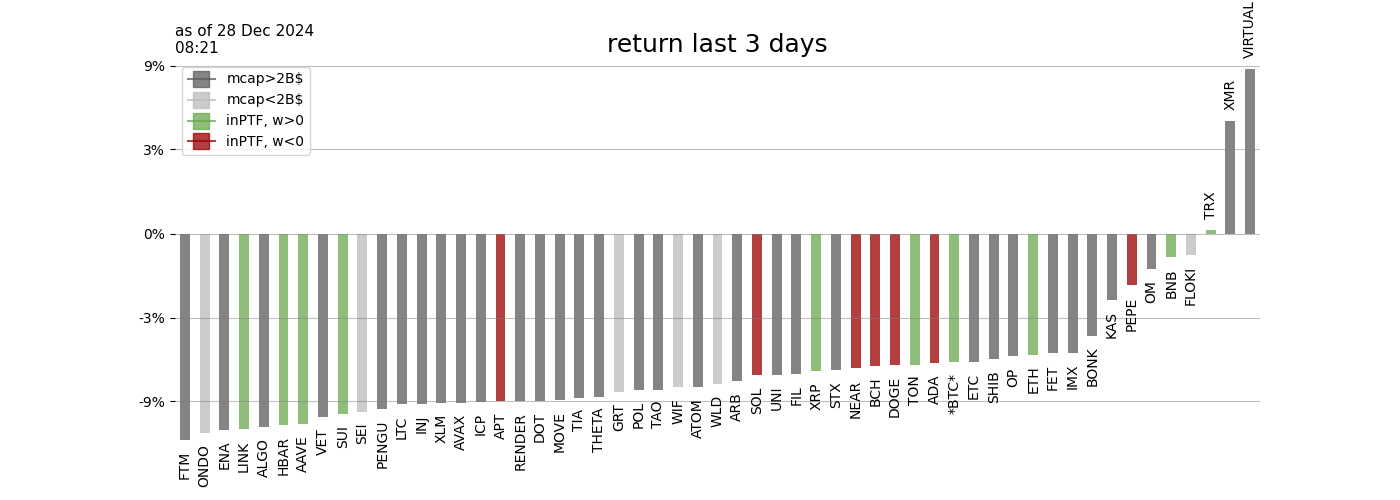 as of 28 Dec 2024
08:21
return last 3 days
9%
3%
0%
-3%
-9%
mcap>2B$
mcap<2B$
inPTF, w>0
inPTF, w<0
FTM
ONDO
ENA
LINK
ALGO
HBAR
AAVE
VET
SUI
SEI
PENGU
LTC
INJ
XLM
AVAX
ICP
APT
RENDER
DOT
MOVE
TIA
THETA
GRT
POL
TAO
WIF
ATOM
WLD
ARB
SOL
UNI
FIL
XRP
STX
NEAR
BCH
DOGE
TON
ADA
*BTC*
ETC
SHIB
OP
ETH
FET
IMX
BONK
KAS
PEPE
OM
BNB
FLOKI
TRX
XMR
VIRTUAL